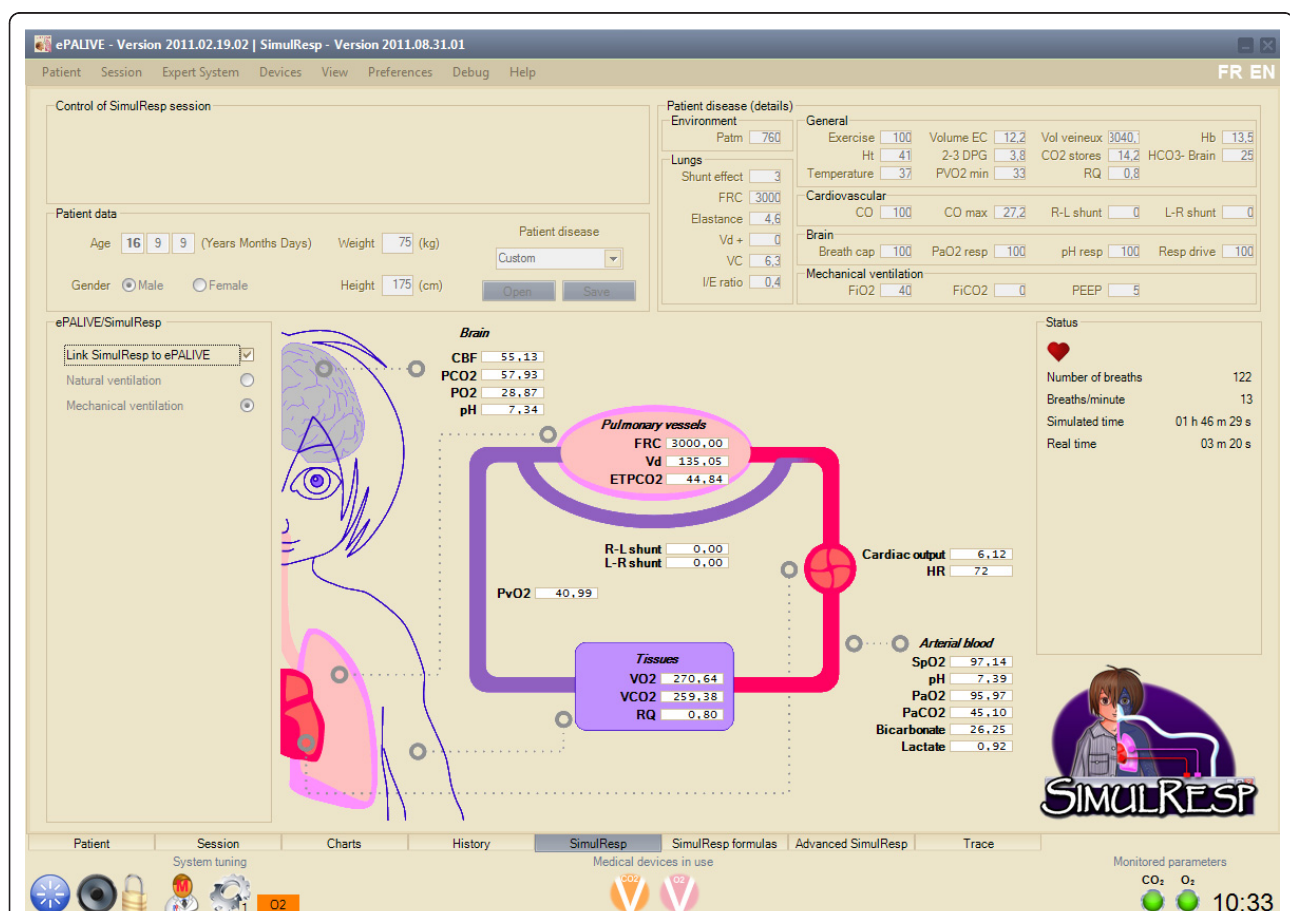 ePALIVE - Version 2011.02.19.02 | SimulResp - Version 2011.08.31.01
Patient Session Expert System Devices View Preferences Debug Help FR EN
Control of SimulResp session
Patient disease (details)
Environment
Patm 760
Lungs
Shunt effect 3
FRC 3000
Elastance 4,6
Vd + 0
VC 6,3
I/E ratio 0,4
General
Exercise 100 Volume EC 12,2 Vol veineux 3040, Hb 13,5
Ht 41 2-3 DPG 3,8 CO2 stores 14,2 HCO3- Brain 25
Temperature 37 PVO2 min 33 RQ 0,8
Cardiovascular
CO 100 CO max 27,2 R-L shunt 0 L-R shunt 0
Brain
Breath cap 100 PaO2 resp 100 pH resp 100 Resp drive 100
Mechanical ventilation
FiO2 40 FiCO2 0 PEEP 5
Patient data
Age 16 9 9 (Years Months Days) Weight 75 (kg)
Gender Male Female Height 175 (cm)
Patient disease
Custom
Open Save
ePALIVE/SimulResp
Link SimulResp to ePALIVE
Natural ventilation
Mechanical ventilation
Brain
CBF 55,13
PCO2 57,93
PO2 28,87
pH 7,34
Pulmonary vessels
FRC 3000,00
Vd 135,05
ETPCO2 44,84
R-L shunt 0,00
L-R shunt 0,00
PvO2 40,99
Cardiac output 6,12
HR 72
Tissues
VO2 270,64
VCO2 259,38
RQ 0,80
Arterial blood
SpO2 97,14
pH 7,39
PaO2 95,97
PaCO2 45,10
Bicarbonate 26,25
Lactate 0,92
Status
Number of breaths 122
Breaths/minute 13
Simulated time 01 h 46 m 29 s
Real time 03 m 20 s
SIMULRESP
Patient Session Charts History SimulResp SimulResp formulas Advanced SimulResp Trace
System tuning Medical devices in use Monitored parameters
M 1 O2
CO2 V O2 V
CO₂ O₂
10:33